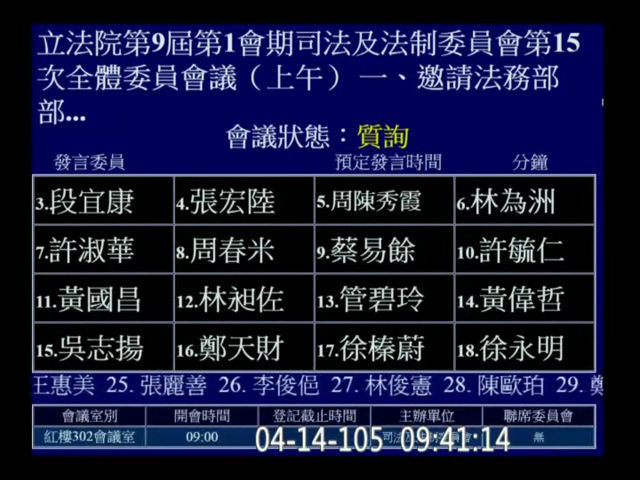 立法院第9屆第1會期司法及法制委員會第15
次全體委員會議（上午） 一、邀請法務部
部...
會議狀態：質詢
發言委員 預定發言時間 分鐘
3.段宜康 4.張宏陸 5.周陳秀霞 6.林為洲
7.許淑華 8.周春米 9.蔡易餘 10.許毓仁
11.黃國昌 12.林昶佐 13.管碧玲 14.黃偉哲
15.吳志揚 16.鄭天財 17.徐榛蔚 18.徐永明
王惠美 25. 張麗善 26. 李俊俋 27. 林俊憲 28. 陳歐珀 29.
會議室別 開會時間 登記截止時間 主辦單位 聯席委員會
紅樓302會議室 09:00 無
04-14-105 09:41:14